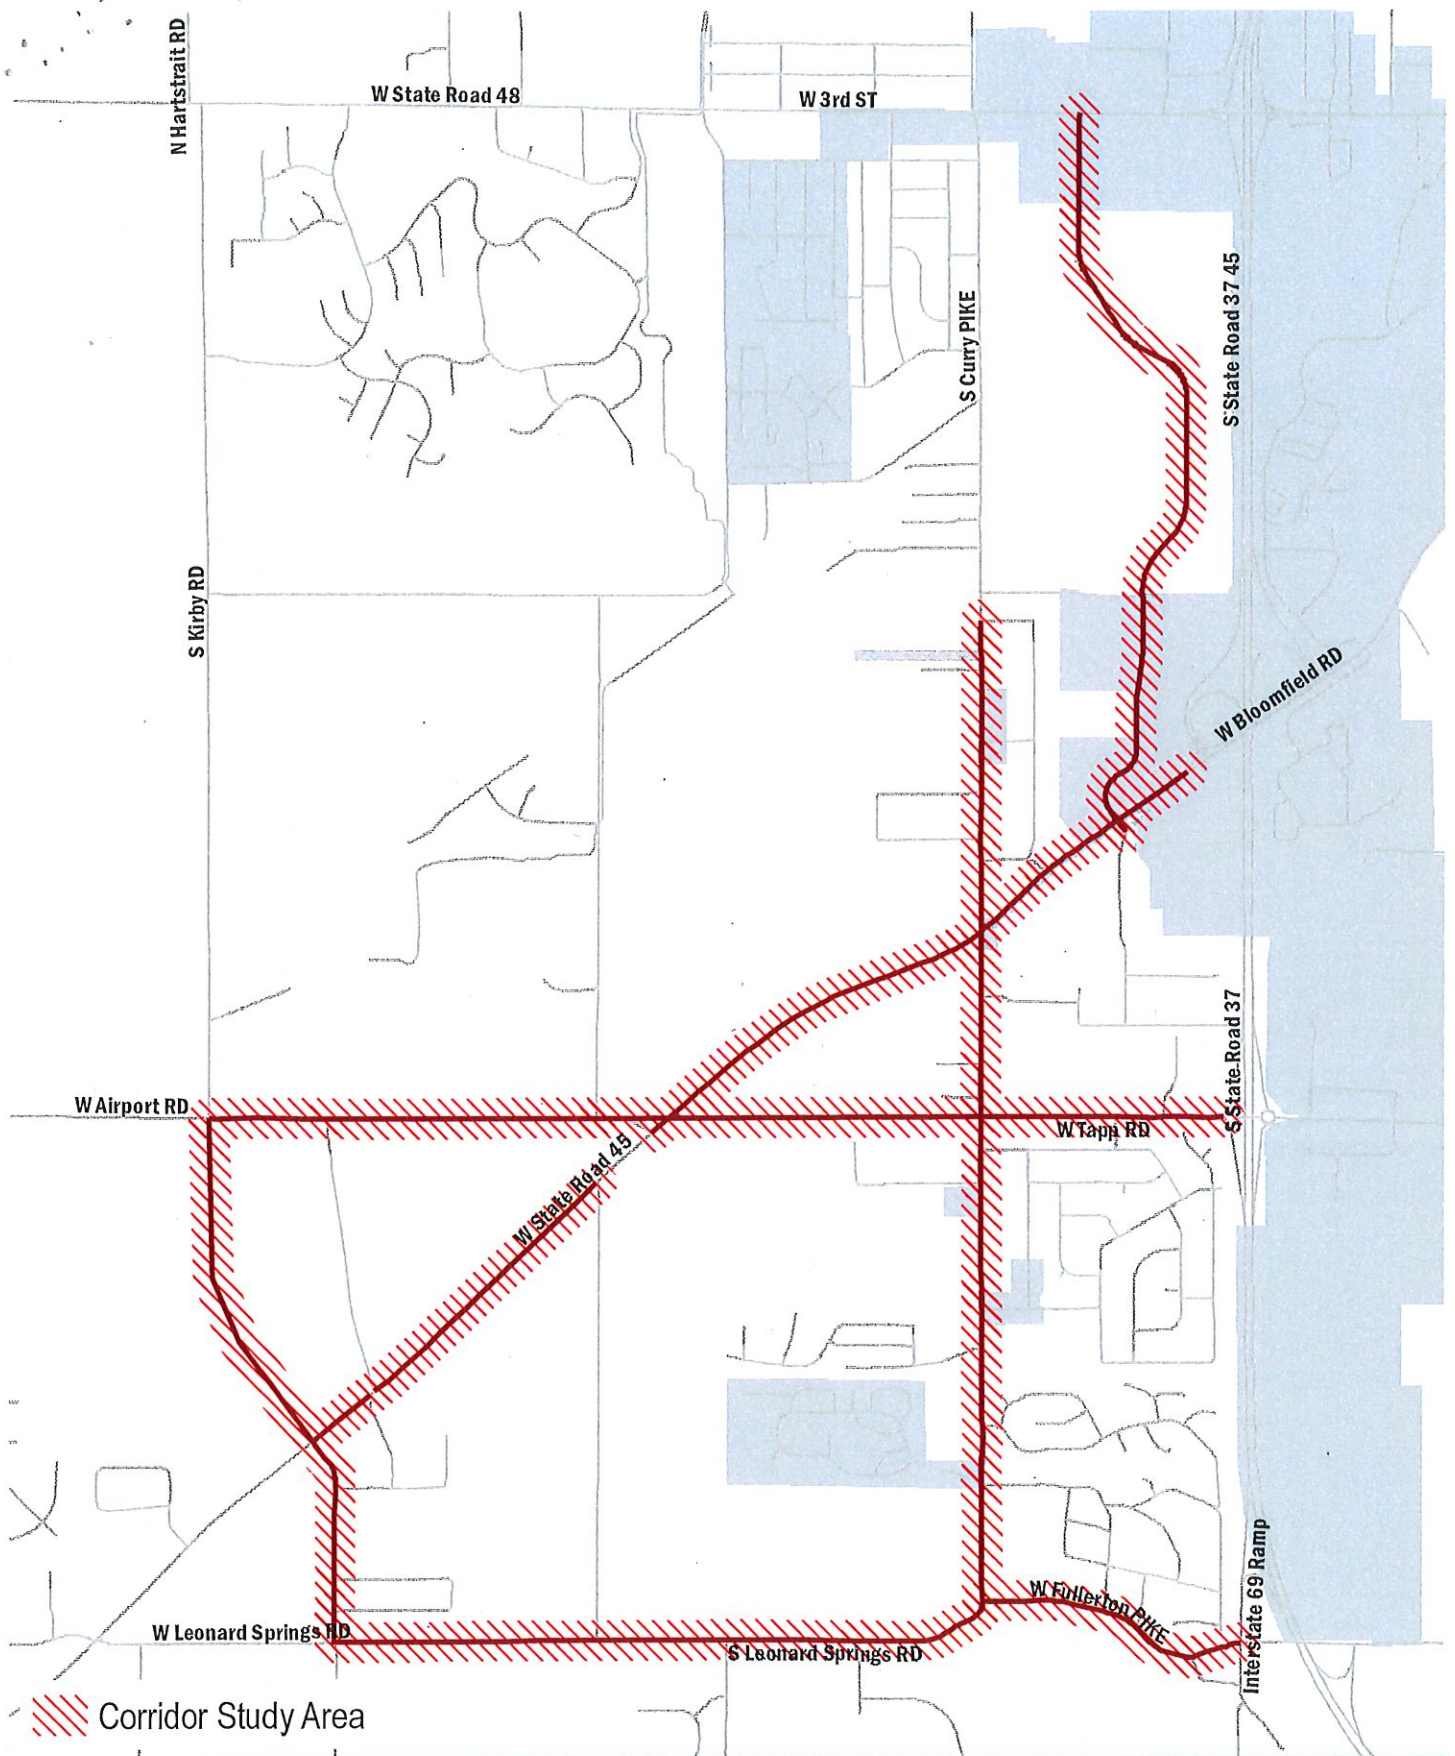 N Hartstrait RD
W State Road 48
W 3rd ST
S Curry PIKE
S State Road 37 45
S Kirby RD
W Bloomfield RD
S State Road 37
W Airport RD
W Tapp RD
W State Road 45
W Fullerton PIKE
Interstate 69 Ramp
W Leonard Springs RD
S Leonard Springs RD
Corridor Study Area